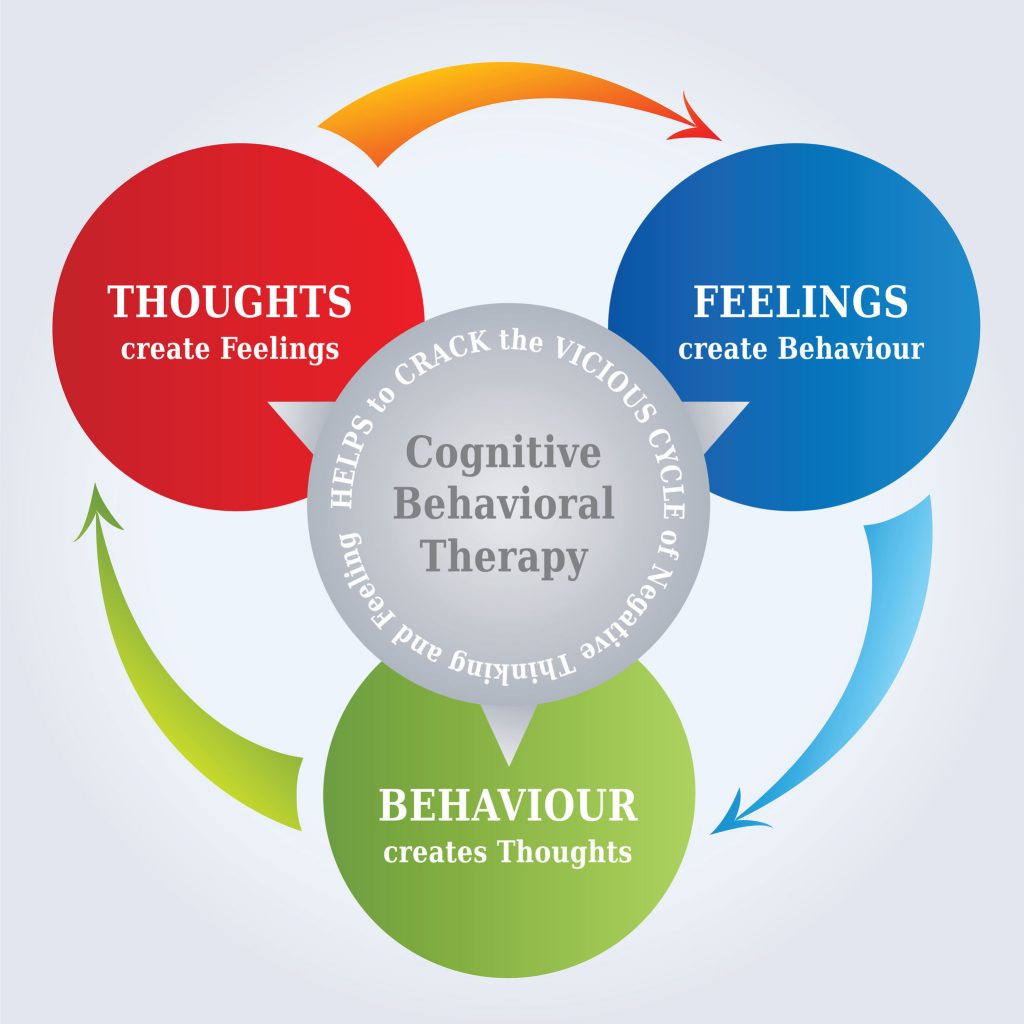 THOUGHTS
create Feelings
FEELINGS
create Behaviour
HELPS to CRACK the VICIOUS CYCLE of Negative Thinking and Feeling
Cognitive
Behavioral
Therapy
BEHAVIOUR
creates Thoughts